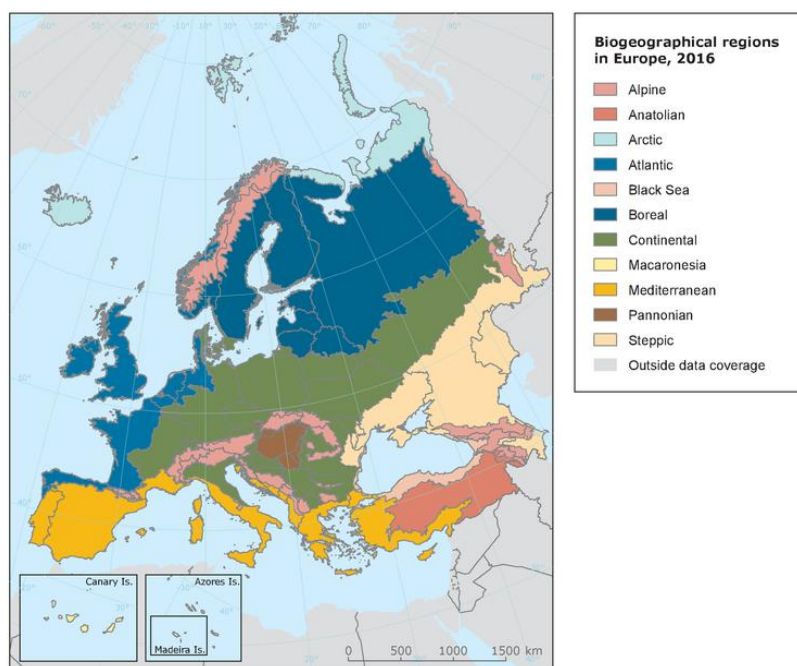 Biogeographical regions
in Europe, 2016
Alpine
Anatolian
Arctic
Atlantic
Black Sea
Boreal
Continental
Macaronesia
Mediterranean
Pannonian
Steppic
Outside data coverage
Canary Is.
Azores Is.
Madeira Is.
0 500 1000 1500 km